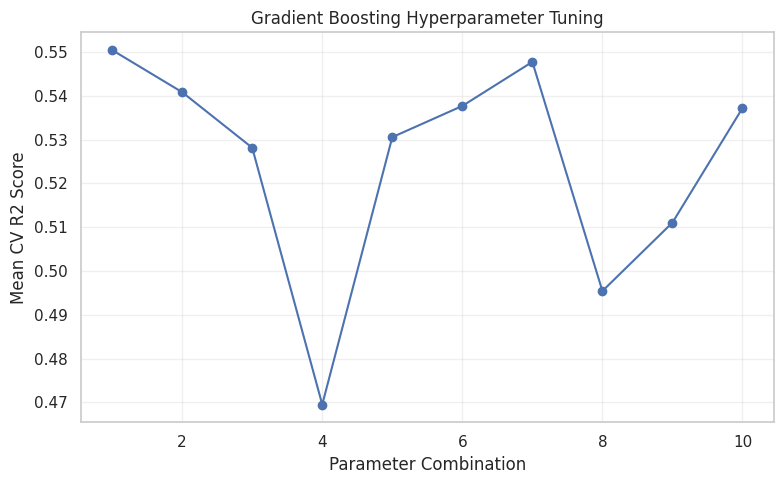 Gradient Boosting Hyperparameter Tuning
0.55
0.54
0.53
0.52
0.51
0.50
0.49
0.48
0.47
Mean CV R2 Score
2 4 6 8 10
Parameter Combination